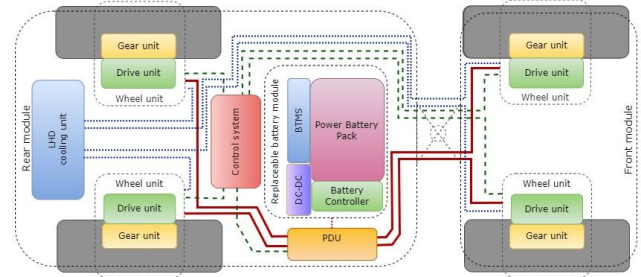 Rear module
Gear unit
Drive unit
Wheel unit
LHD
cooling unit
Wheel unit
Drive unit
Gear unit
Control system
Replaceable battery module
BTMS
Power Battery
Pack
DC-DC
Battery
Controller
PDU
Gear unit
Drive unit
Wheel unit
Wheel unit
Drive unit
Gear unit
Front module